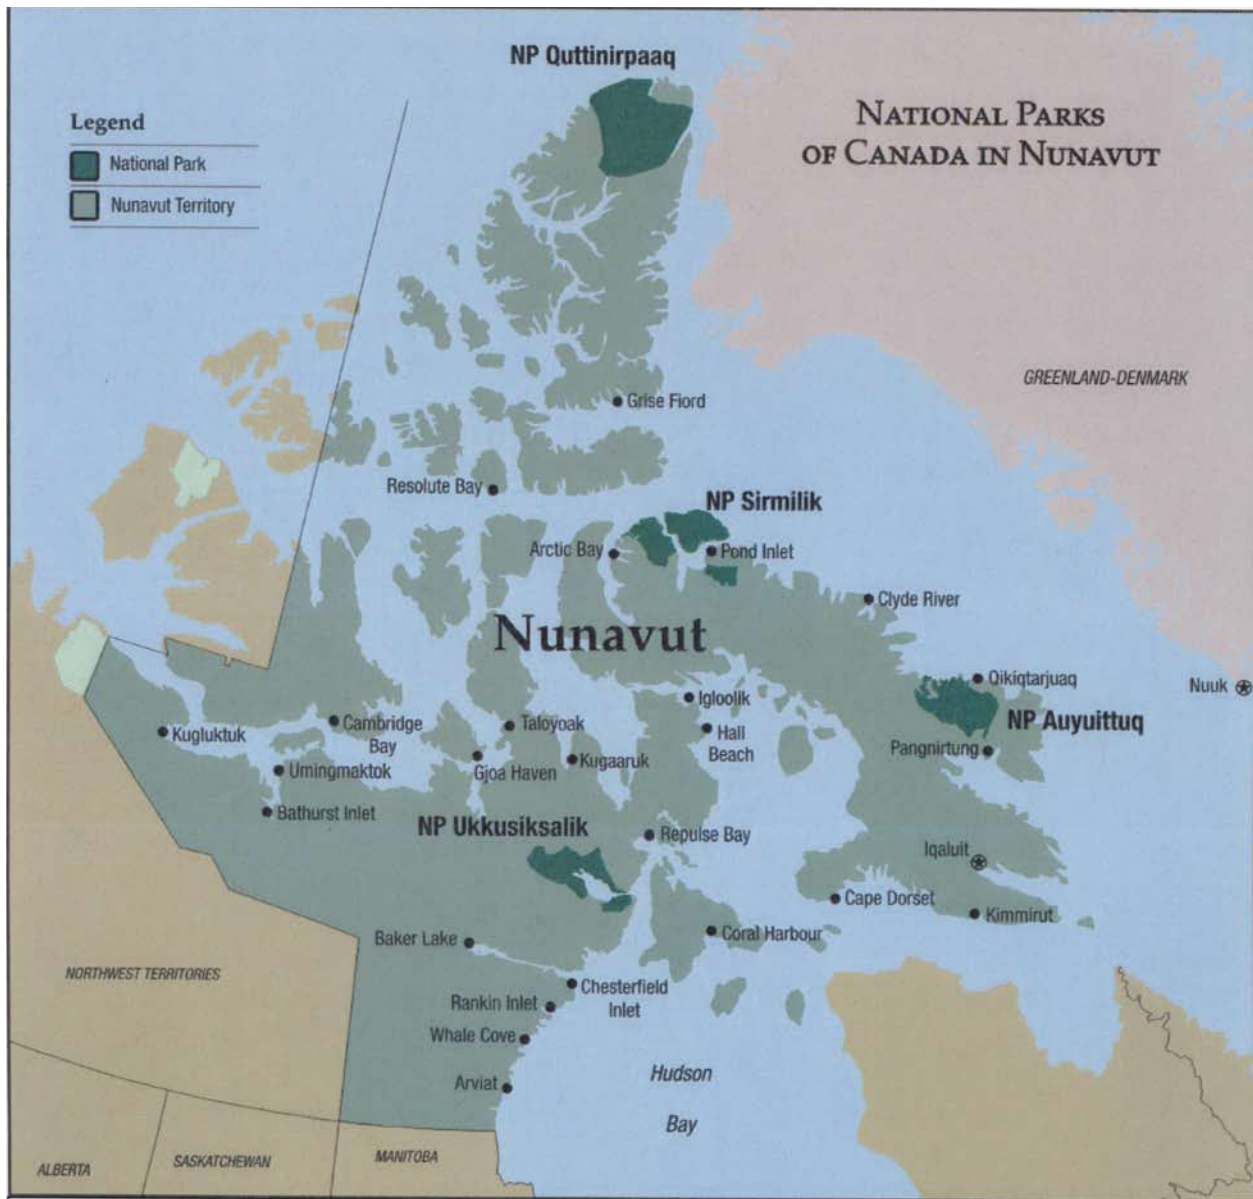 NP Quttinirpaaq
NATIONAL PARKS
OF CANADA IN NUNAVUT
Legend
National Park
Nunavut Territory
GREENLAND-DENMARK
Grise Fiord
Resolute Bay
NP Sirmilik
Arctic Bay
Pond Inlet
Clyde River
Nunavut
Qikiqtarjuaq
Nuuk
Igloolik
NP Auyuittuq
Kugluktuk
Cambridge
Bay
Taloyoak
Hall
Beach
Pangnirtung
Umingmaktok
Gjoa Haven
Kugaaruk
Bathurst Inlet
NP Ukkusiksalik
Repulse Bay
Iqaluit
Cape Dorset
Kimmirut
Baker Lake
Coral Harbour
NORTHWEST TERRITORIES
Chesterfield
Inlet
Rankin Inlet
Whale Cove
Hudson
Bay
Arviat
ALBERTA
SASKATCHEWAN
MANITOBA